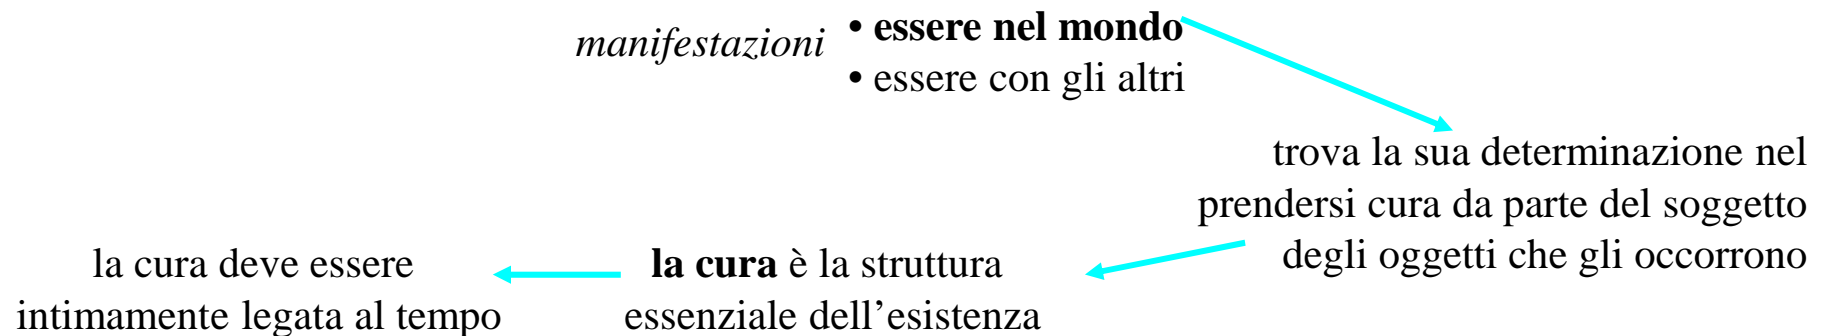 manifestazioni
• essere nel mondo
• essere con gli altri
trova la sua determinazione nel
prendersi cura da parte del soggetto
degli oggetti che gli occorrono
la cura è la struttura
essenziale dell’esistenza
la cura deve essere
intimamente legata al tempo